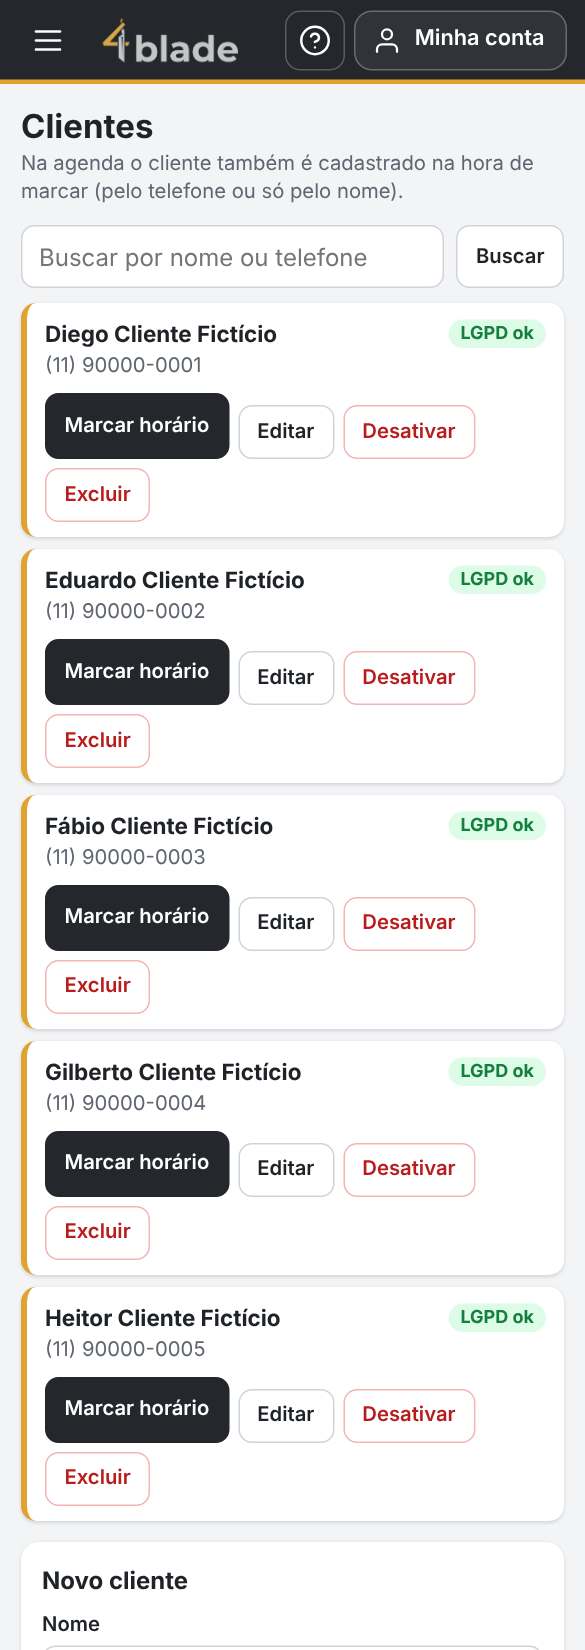 4blade
Minha conta
Clientes
Na agenda o cliente também é cadastrado na hora de
marcar (pelo telefone ou só pelo nome).
Buscar por nome ou telefone
Buscar
Diego Cliente Fictício
LGPD ok
(11) 90000-0001
Marcar horário
Editar
Desativar
Excluir
Eduardo Cliente Fictício
LGPD ok
(11) 90000-0002
Marcar horário
Editar
Desativar
Excluir
Fábio Cliente Fictício
LGPD ok
(11) 90000-0003
Marcar horário
Editar
Desativar
Excluir
Gilberto Cliente Fictício
LGPD ok
(11) 90000-0004
Marcar horário
Editar
Desativar
Excluir
Heitor Cliente Fictício
LGPD ok
(11) 90000-0005
Marcar horário
Editar
Desativar
Excluir
Novo cliente
Nome